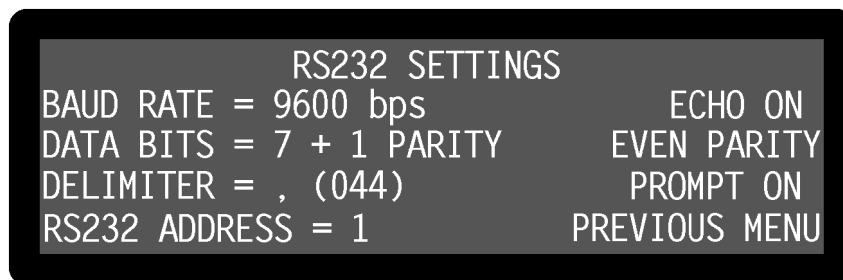 RS232 SETTINGS
BAUD RATE = 9600 bps ECHO ON
DATA BITS = 7 + 1 PARITY EVEN PARITY
DELIMITER = , (044) PROMPT ON
RS232 ADDRESS = 1 PREVIOUS MENU